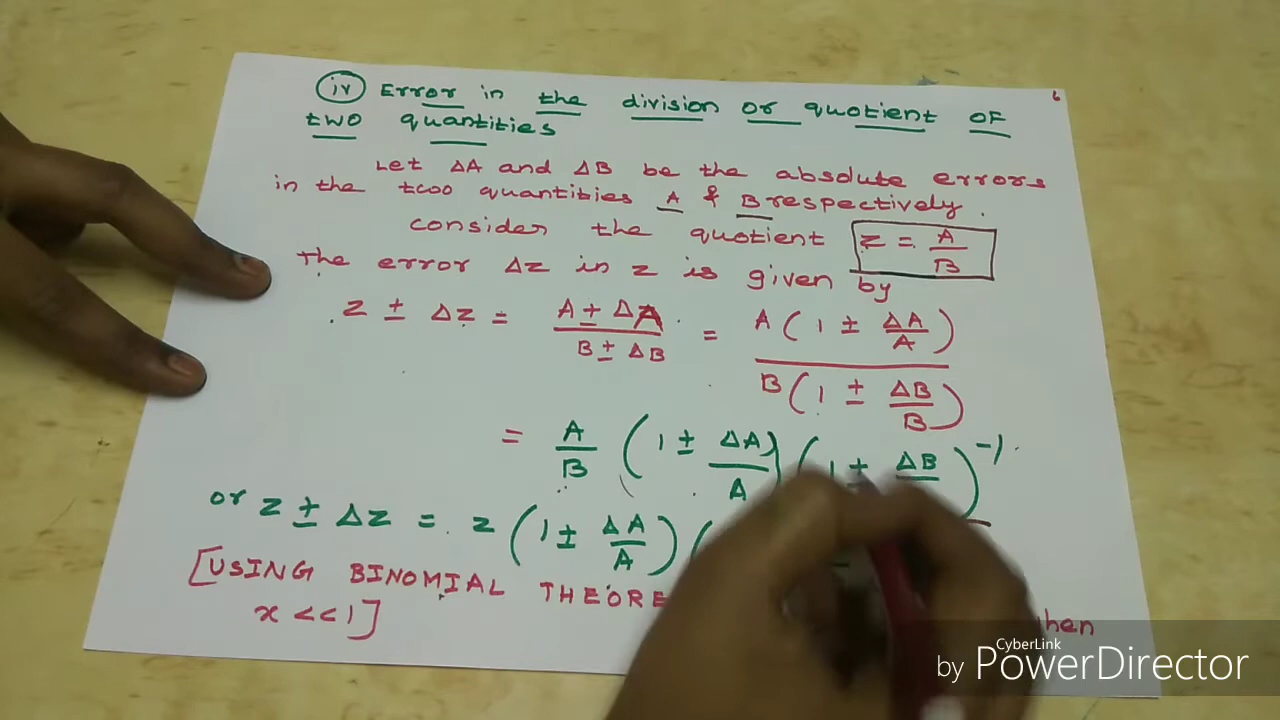 6
iv Error in the division or quotient of
two quantities
Let ΔA and ΔB be the absolute errors
in the two quantities A & B respectively.
consider the quotient Z = A/B
The error Δz in z is given by
Z ± Δz = (A ± ΔA)/(B ± ΔB) = A(1 ± ΔA/A)/B(1 ± ΔB/B)
= A/B (1 ± ΔA/A) (1 ± ΔB)^-1
or Z ± Δz = z (1 ± ΔA/A) (
[USING BINOMIAL
x <<1]
CyberLink
by PowerDirector